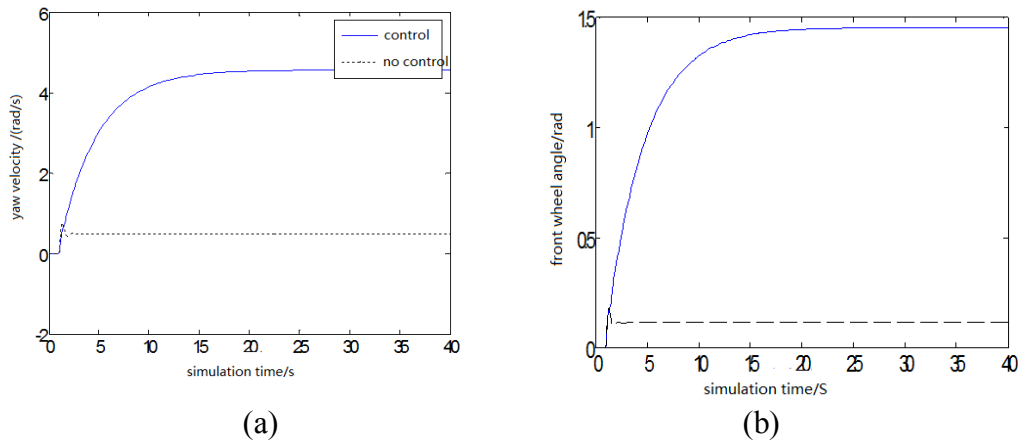 6
control
no control
4
2
0
-2
yaw velocity /(rad/s)
0 5 10 15 20 25 30 35 40
simulation time/s
(a)
1.5
1
0.5
0
front wheel angle/rad
0 5 10 15 20 25 30 35 40
simulation time/S
(b)